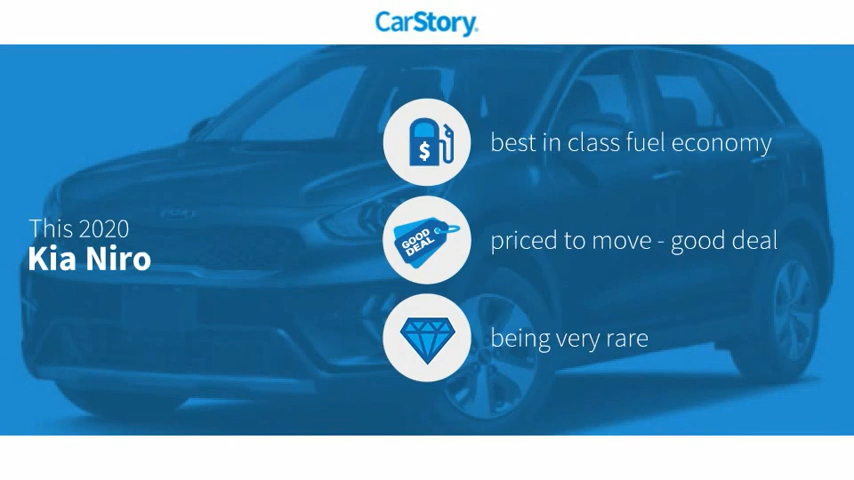 CarStory
best in class fuel economy
$
This 2020
Kia Niro
GOOD
DEAL
priced to move - good deal
being very rare